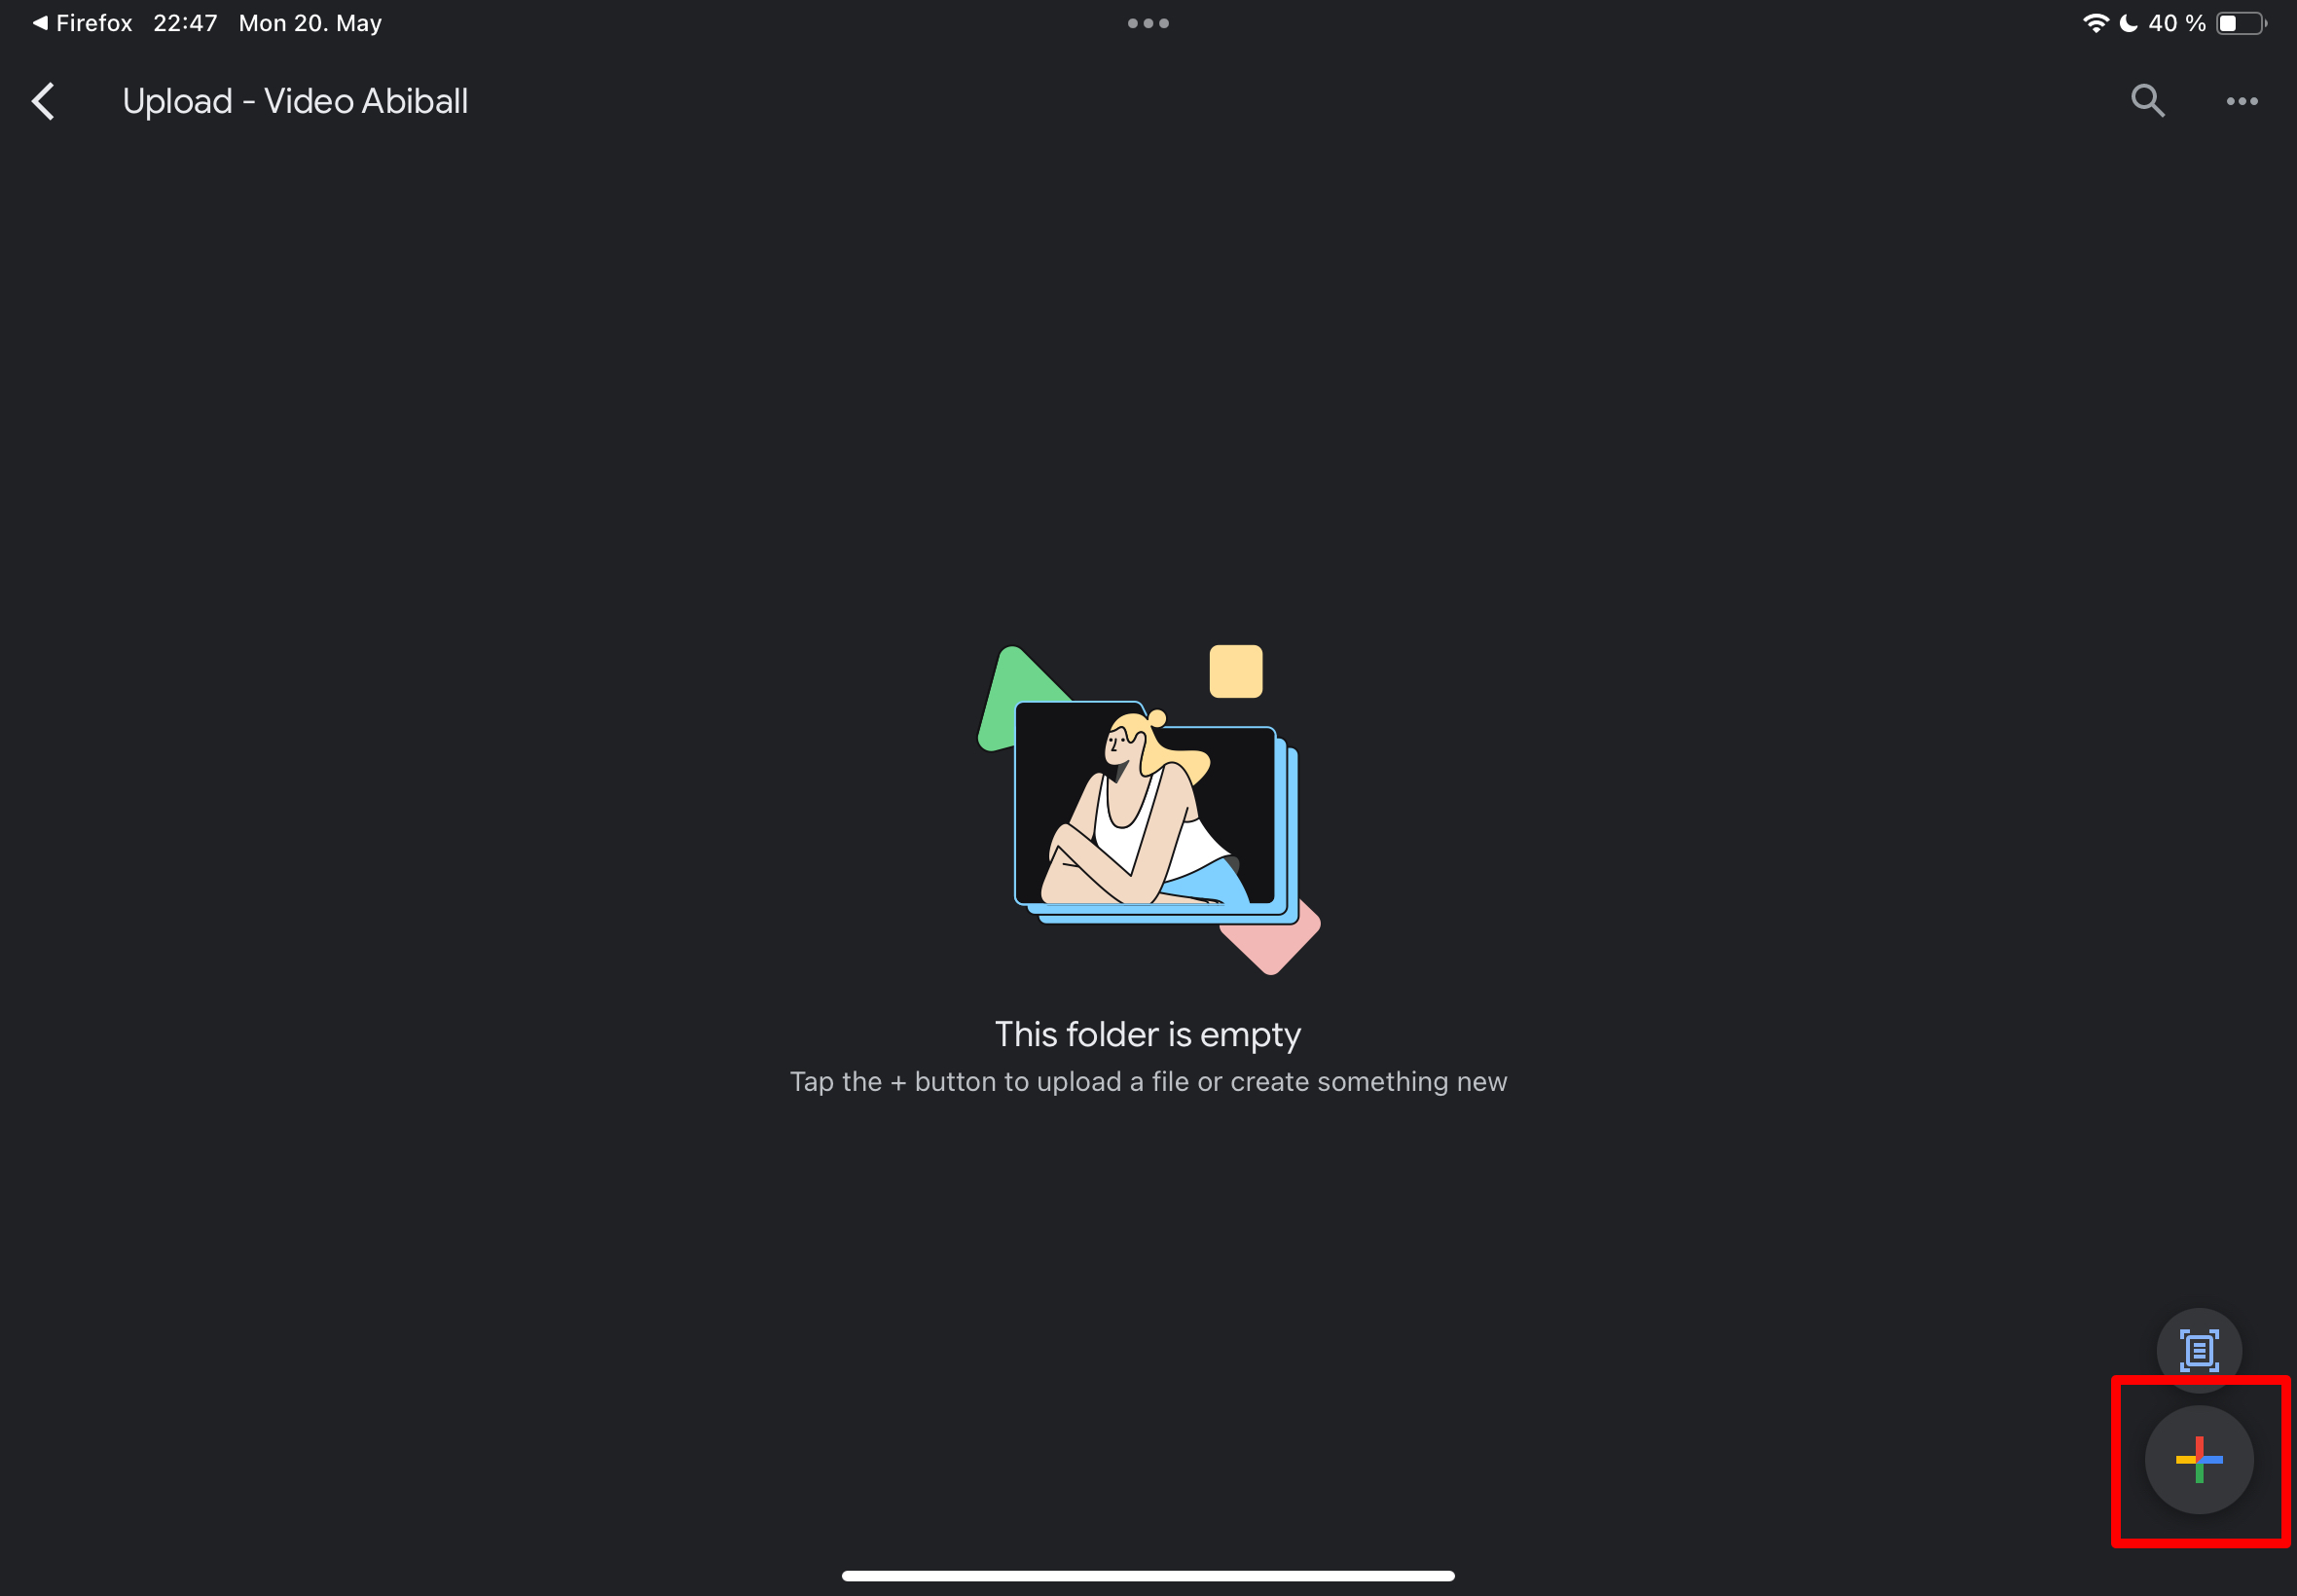 Firefox 22:47 Mon 20. May
40 %
Upload - Video Abiball
This folder is empty
Tap the + button to upload a file or create something new